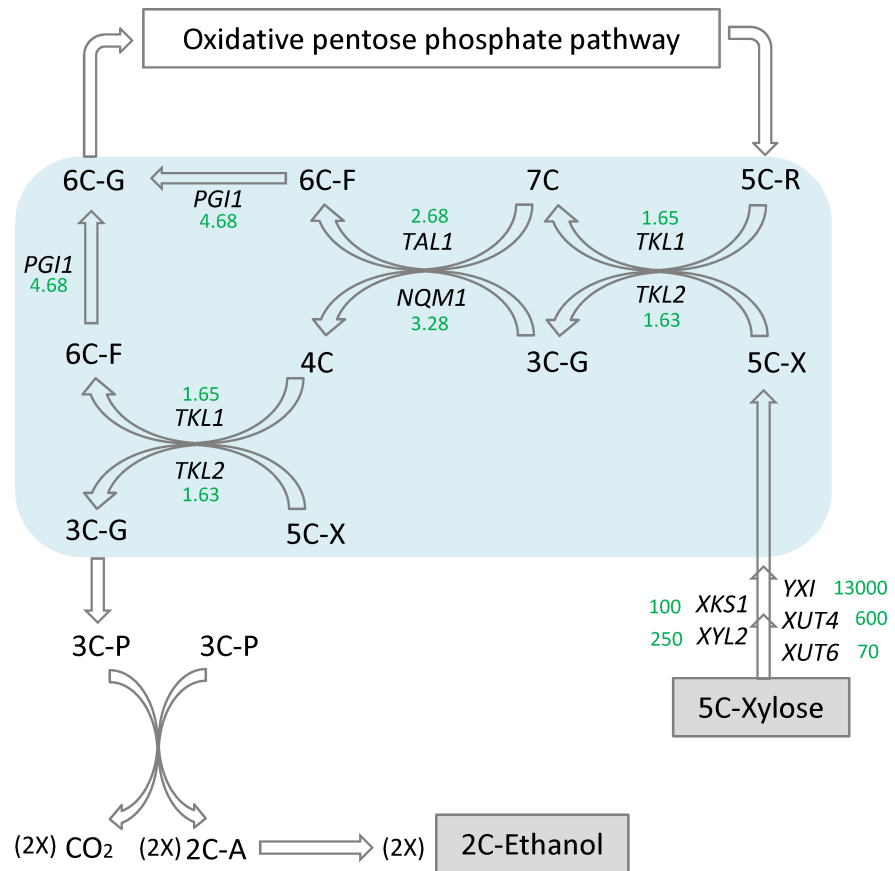 Oxidative pentose phosphate pathway
6C-G
6C-F
7C
5C-R
PGI1
4.68
2.68
TAL1
1.65
TKL1
PGI1
4.68
NQM1
3.28
TKL2
1.63
6C-F
4C
3C-G
5C-X
1.65
TKL1
TKL2
1.63
3C-G
5C-X
100 XKS1
YXI 13000
250 XYL2
XUT4 600
XUT6 70
3C-P
3C-P
5C-Xylose
(2X) CO2
(2X) 2C-A
(2X)
2C-Ethanol